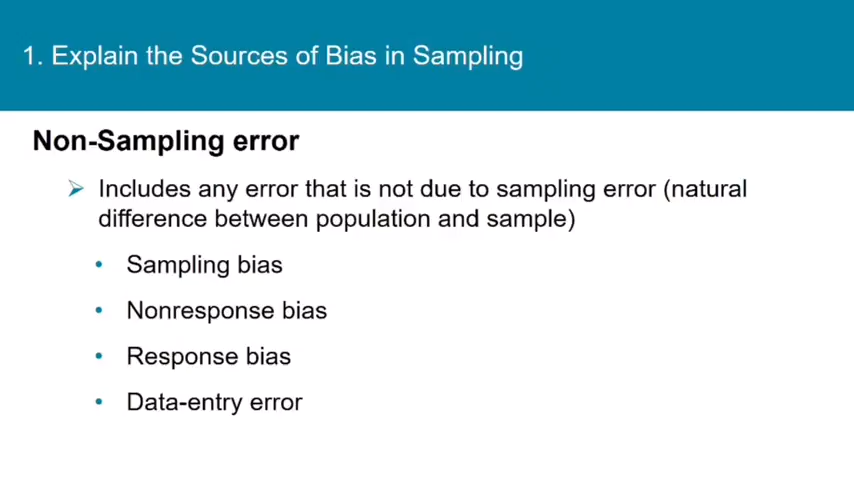 1. Explain the Sources of Bias in Sampling
Non-Sampling error
➢ Includes any error that is not due to sampling error (natural
difference between population and sample)
• Sampling bias
• Nonresponse bias
• Response bias
• Data-entry error